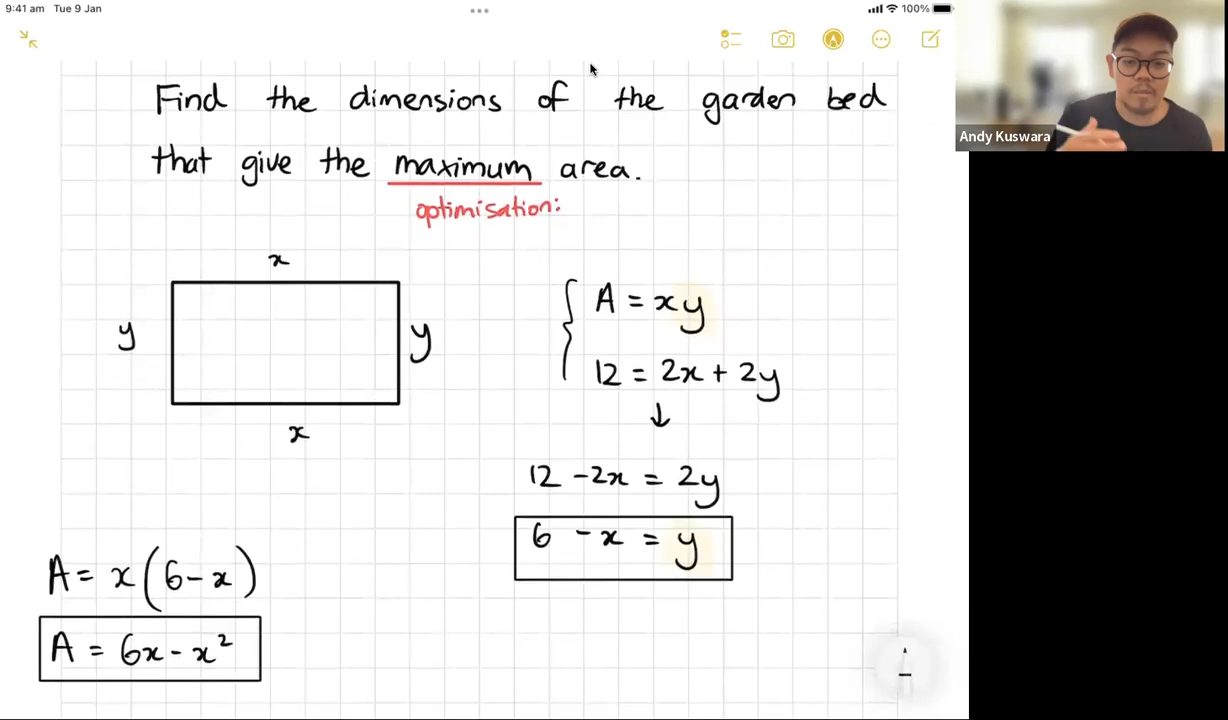 9:41 am Tue 9 Jan
100%
Find the dimensions of the garden bed
that give the maximum area.
optimisation:
x
y
y
x
A = xy
12 = 2x + 2y
↓
12 - 2x = 2y
6 - x = y
A = x(6 - x)
A = 6x - x²
Andy Kuswara